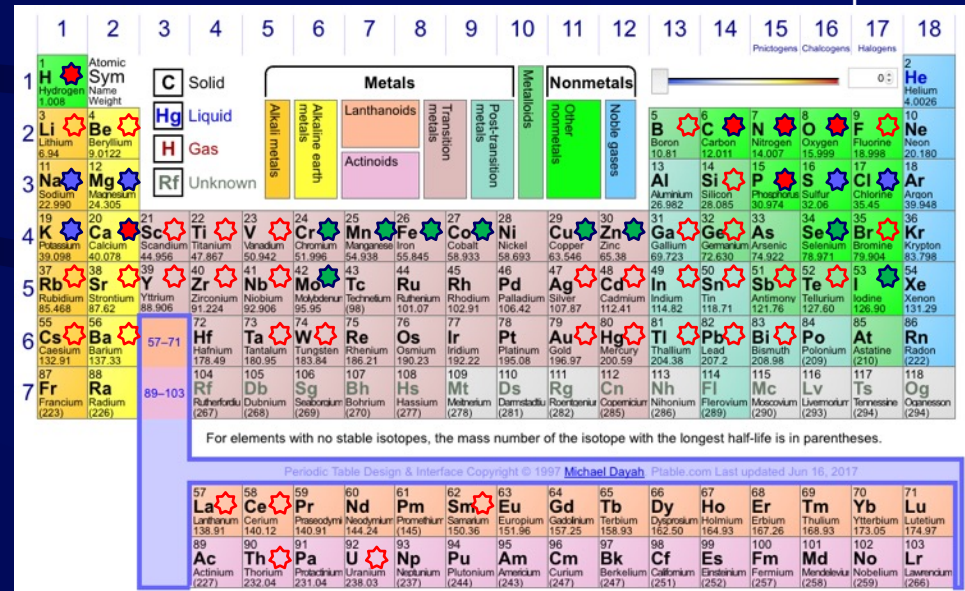 1 2 3 4 5 6 7 8 9 10 11 12 13 14 15 16 17 18
Pnictogens Chalcogens Halogens
1
1 H Hydrogen 1.008
Atomic Sym Name Weight
C Solid
Hg Liquid
H Gas
Rf Unknown
Metals
Alkali metals
Alkaline earth metals
Lanthanoids
Actinoids
Transition metals
Post-transition metals
Metalloids
Nonmetals
Other nonmetals
Noble gases
0
2 He Helium 4.0026
2
3 Li Lithium 6.94
4 Be Beryllium 9.0122
5 B Boron 10.81
6 C Carbon 12.011
7 N Nitrogen 14.007
8 O Oxygen 15.999
9 F Fluorine 18.998
10 Ne Neon 20.180
3
11 Na Sodium 22.990
12 Mg Magnesium 24.305
13 Al Aluminium 26.982
14 Si Silicon 28.085
15 P Phosphorus 30.974
16 S Sulfur 32.06
17 Cl Chlorine 35.45
18 Ar Argon 39.948
4
19 K Potassium 39.098
20 Ca Calcium 40.078
21 Sc Scandium 44.956
22 Ti Titanium 47.867
23 V Vanadium 50.942
24 Cr Chromium 51.996
25 Mn Manganese 54.938
26 Fe Iron 55.845
27 Co Cobalt 58.933
28 Ni Nickel 58.693
29 Cu Copper 63.546
30 Zn Zinc 65.38
31 Ga Gallium 69.723
32 Ge Germanium 72.630
33 As Arsenic 74.922
34 Se Selenium 78.971
35 Br Bromine 79.904
36 Kr Krypton 83.798
5
37 Rb Rubidium 85.468
38 Sr Strontium 87.62
39 Y Yttrium 88.906
40 Zr Zirconium 91.224
41 Nb Niobium 92.906
42 Mo Molybdenur 95.95
43 Tc Technetium (98)
44 Ru Ruthenium 101.07
45 Rh Rhodium 102.91
46 Pd Palladium 106.42
47 Ag Silver 107.87
48 Cd Cadmium 112.41
49 In Indium 114.82
50 Sn Tin 118.71
51 Sb Antimony 121.76
52 Te Tellurium 127.60
53 I Iodine 126.90
54 Xe Xenon 131.29
6
55 Cs Caesium 132.91
56 Ba Barium 137.33
57–71
72 Hf Hafnium 178.49
73 Ta Tantalum 180.95
74 W Tungsten 183.84
75 Re Rhenium 186.21
76 Os Osmium 190.23
77 Ir Iridium 192.22
78 Pt Platinum 195.08
79 Au Gold 196.97
80 Hg Mercury 200.59
81 Tl Thallium 204.38
82 Pb Lead 207.2
83 Bi Bismuth 208.98
84 Po Polonium (209)
85 At Astatine (210)
86 Rn Radon (222)
7
87 Fr Francium (223)
88 Ra Radium (226)
89–103
104 Rf Rutherfordiu (267)
105 Db Dubnium (268)
106 Sg Seaborgium (269)
107 Bh Bohrium (270)
108 Hs Hassium (277)
109 Mt Meitnerium (278)
110 Ds Darmstadtiu (281)
111 Rg Roentgeniur (282)
112 Cn Copernicium (285)
113 Nh Nihonium (286)
114 Fl Flerovium (289)
115 Mc Moscovium (290)
116 Lv Livermorium (293)
117 Ts Tennessine (294)
118 Og Oganesson (294)
For elements with no stable isotopes, the mass number of the isotope with the longest half-life is in parentheses.
Periodic Table Design & Interface Copyright © 1997 Michael Dayah. Ptable.com Last updated Jun 16, 2017
57 La Lanthanum 138.91
58 Ce Cerium 140.12
59 Pr Praseodymi 140.91
60 Nd Neodymium 144.24
61 Pm Promethium (145)
62 Sm Samarium 150.36
63 Eu Europium 151.96
64 Gd Gadolinium 157.25
65 Tb Terbium 158.93
66 Dy Dysprosium 162.50
67 Ho Holmium 164.93
68 Er Erbium 167.26
69 Tm Thulium 168.93
70 Yb Ytterbium 173.05
71 Lu Lutetium 174.97
89 Ac Actinium (227)
90 Th Thorium 232.04
91 Pa Protactinium 231.04
92 U Uranium 238.03
93 Np Neptunium (237)
94 Pu Plutonium (244)
95 Am Americium (243)
96 Cm Curium (247)
97 Bk Berkelium (247)
98 Cf Californium (251)
99 Es Einsteinium (252)
100 Fm Fermium (257)
101 Md Mendelevium (258)
102 No Nobelium (259)
103 Lr Lawrencium (266)